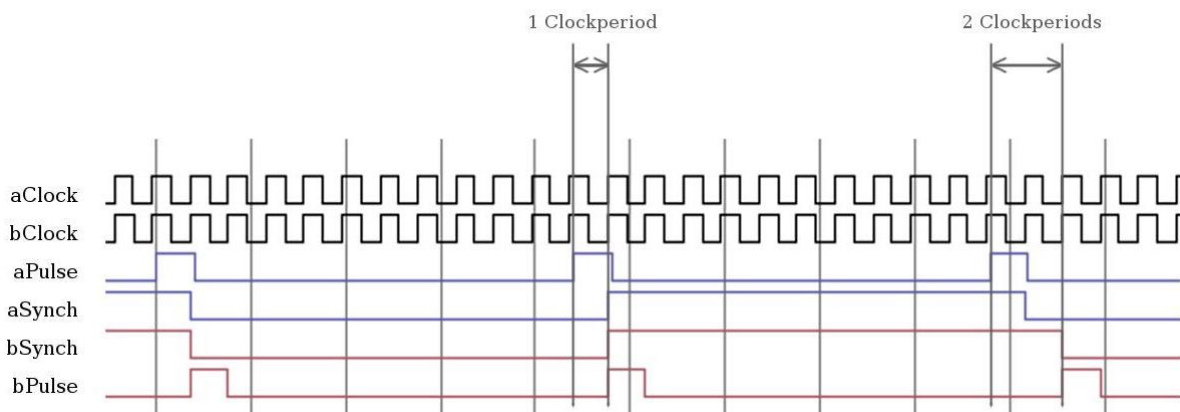 1 Clockperiod
2 Clockperiods
aClock
bClock
aPulse
aSynch
bSynch
bPulse